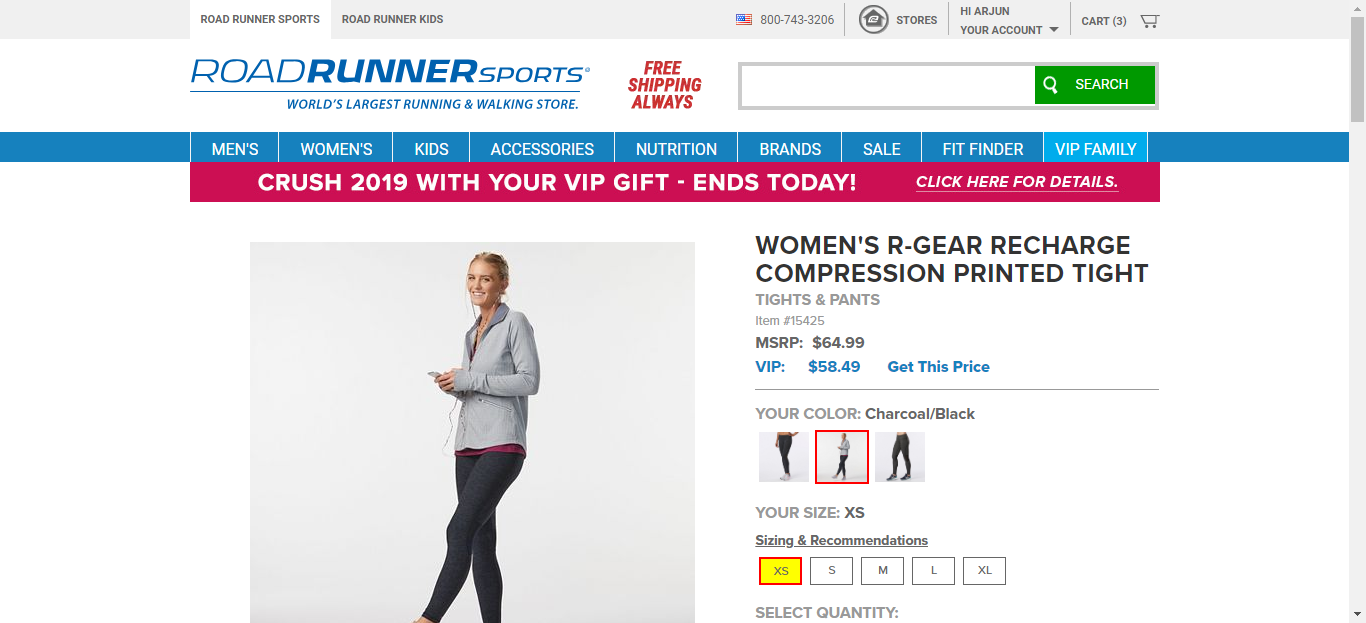 ROAD RUNNER SPORTS
ROAD RUNNER KIDS
800-743-3206
STORES
HI ARJUN
YOUR ACCOUNT
CART (3)
ROADRUNNERSPORTS®
WORLD'S LARGEST RUNNING & WALKING STORE.
FREE
SHIPPING
ALWAYS
SEARCH
MEN'S
WOMEN'S
KIDS
ACCESSORIES
NUTRITION
BRANDS
SALE
FIT FINDER
VIP FAMILY
CRUSH 2019 WITH YOUR VIP GIFT - ENDS TODAY!
CLICK HERE FOR DETAILS.
WOMEN'S R-GEAR RECHARGE
COMPRESSION PRINTED TIGHT
TIGHTS & PANTS
Item #15425
MSRP: $64.99
VIP: $58.49 Get This Price
YOUR COLOR: Charcoal/Black
YOUR SIZE: XS
Sizing & Recommendations
XS
S
M
L
XL
SELECT QUANTITY: